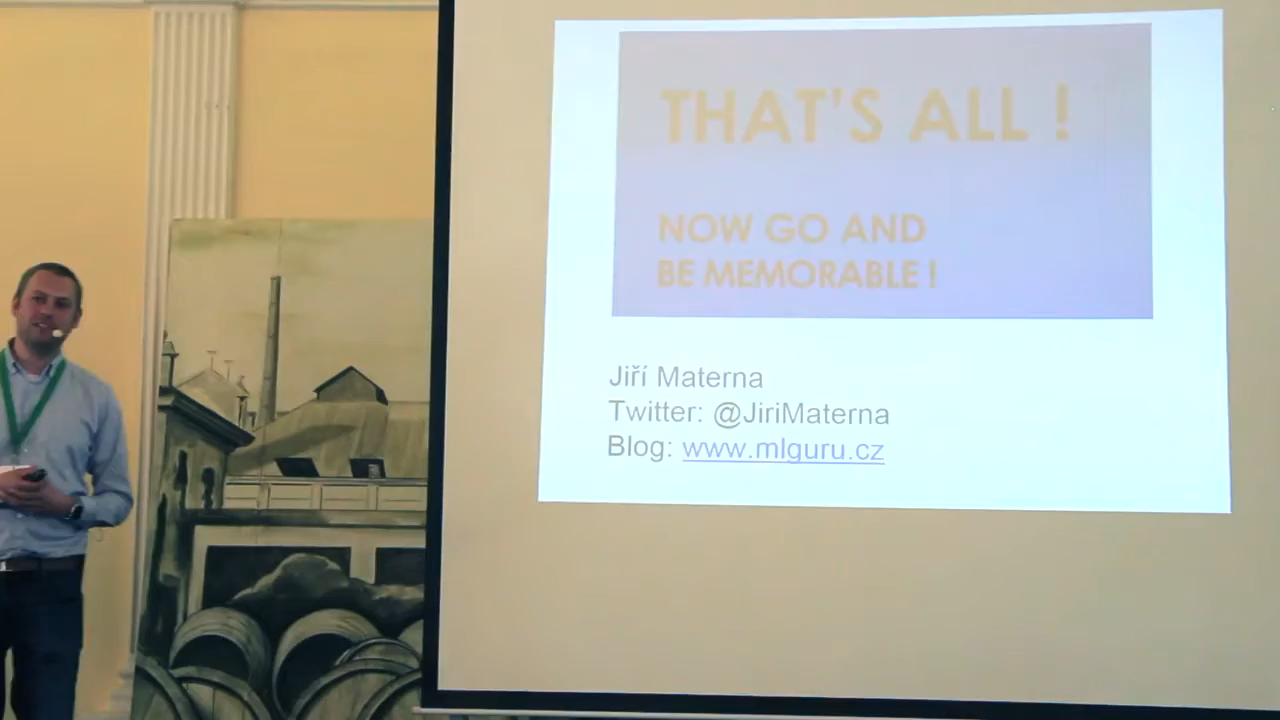 THAT'S ALL !
NOW GO AND
BE MEMORABLE !
Jiří Materna
Twitter: @JiriMaterna
Blog: www.mlguru.cz